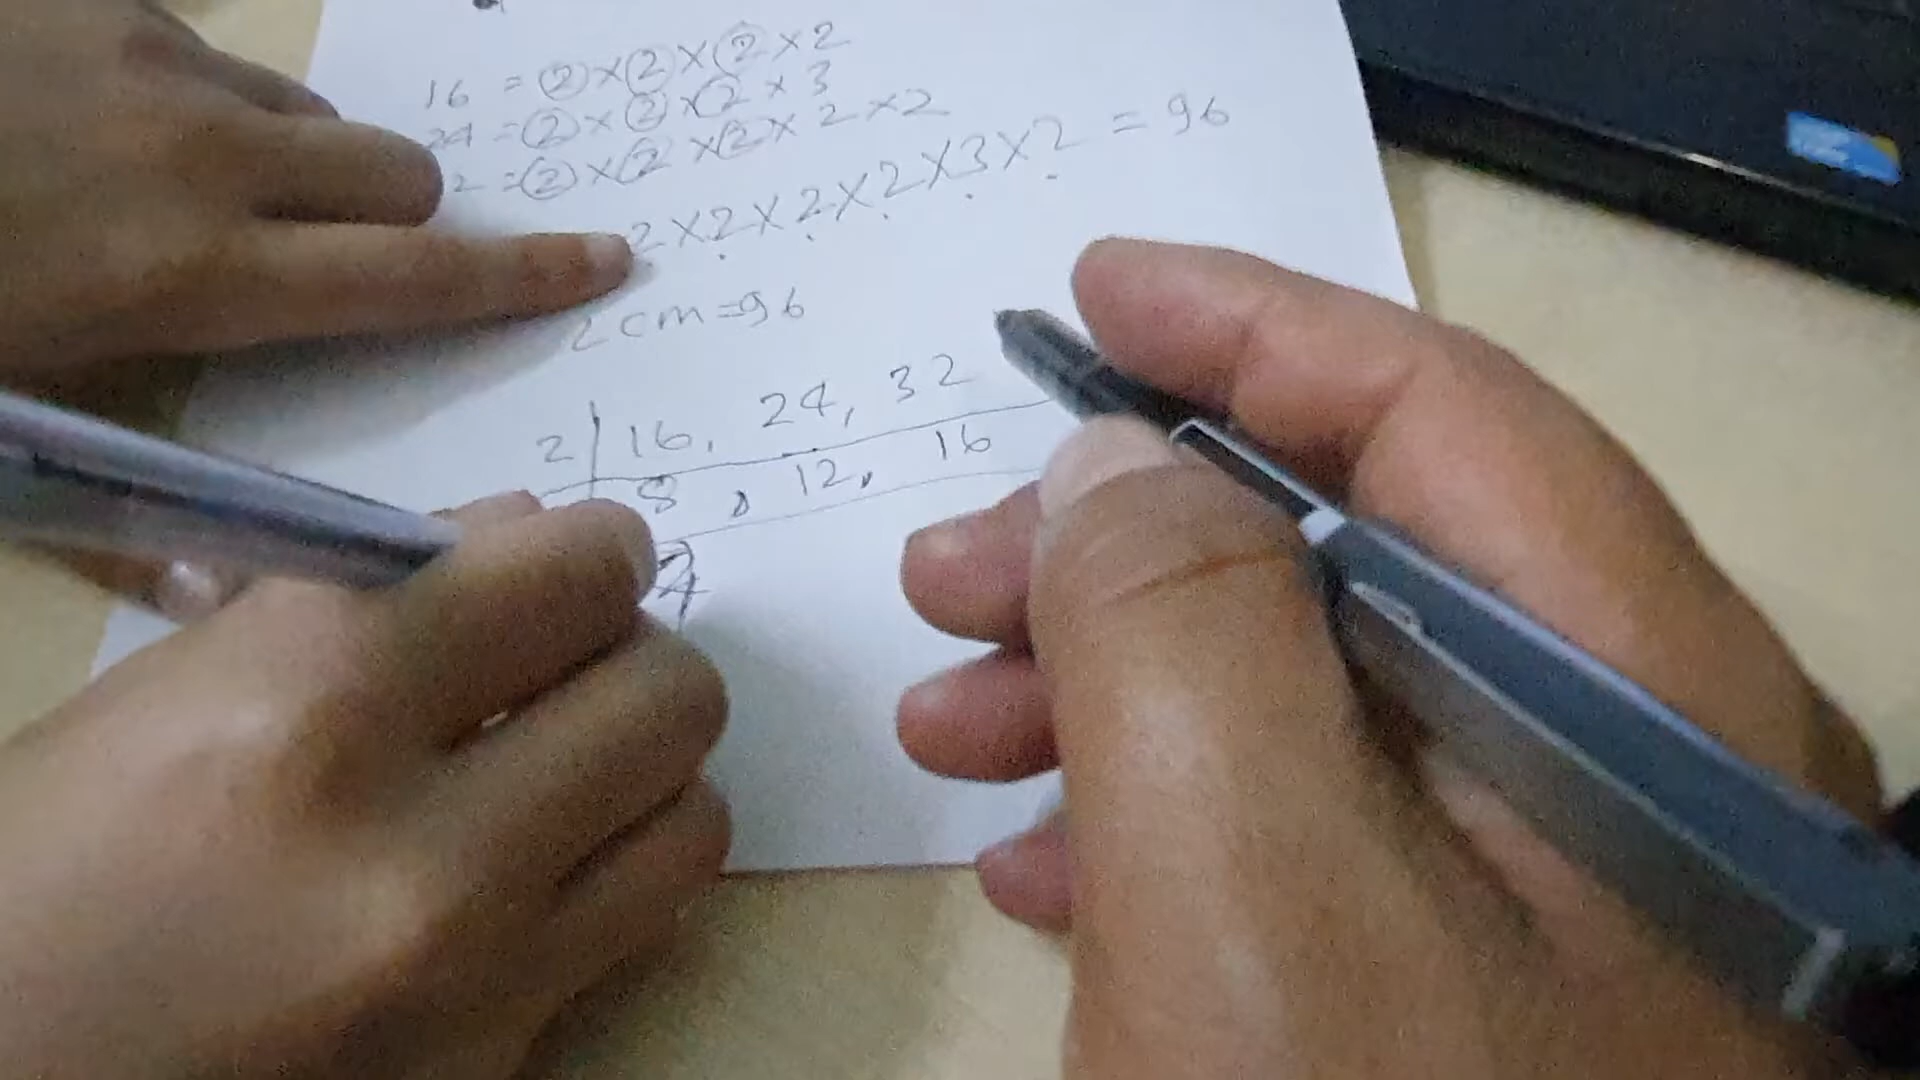 16 = 2 × 2 × 2 × 2
24 = 2 × 2 × 2 × 3
2 = 2 × 2 × 2 × 2 × 2
2 × 2 × 2 × 2 × 3 × 2 = 96
2 cm = 96
2 | 16, 24, 32
8, 12, 16
4